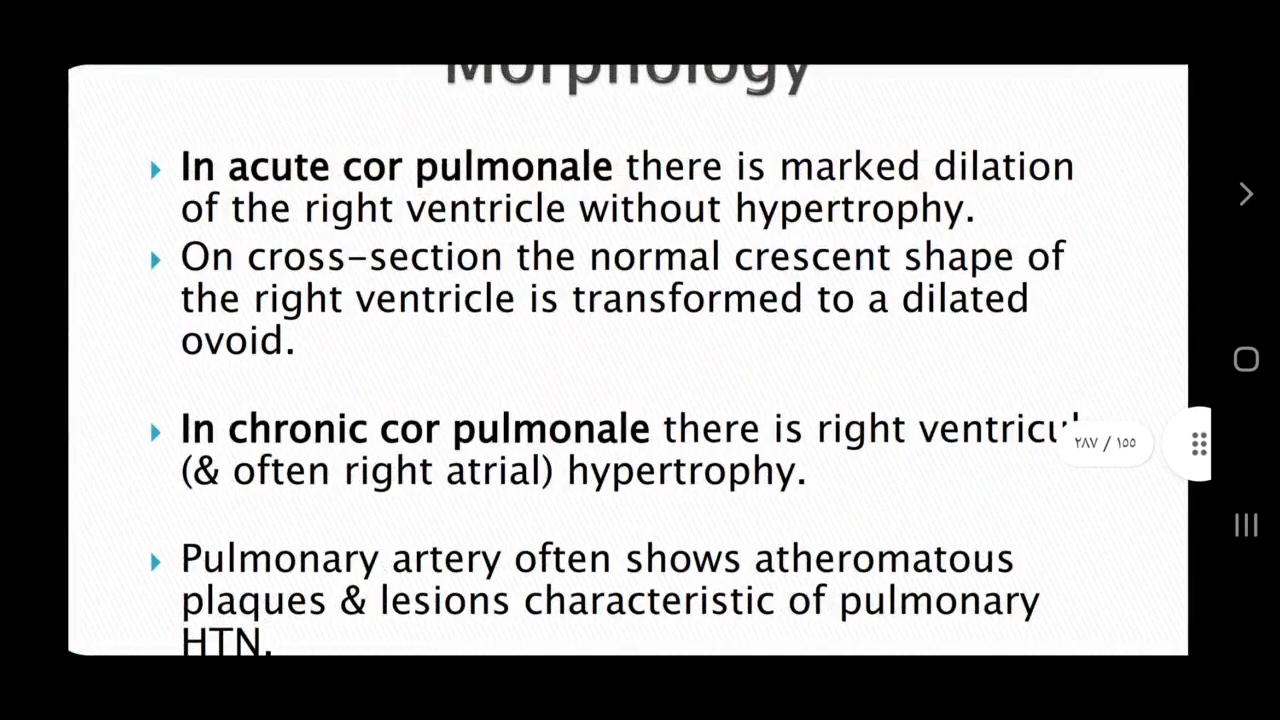 Morphology
In acute cor pulmonale there is marked dilation
of the right ventricle without hypertrophy.
On cross-section the normal crescent shape of
the right ventricle is transformed to a dilated
ovoid.
In chronic cor pulmonale there is right ventricul
(& often right atrial) hypertrophy.
٢٨٧ / ١٥٥
Pulmonary artery often shows atheromatous
plaques & lesions characteristic of pulmonary
HTN.